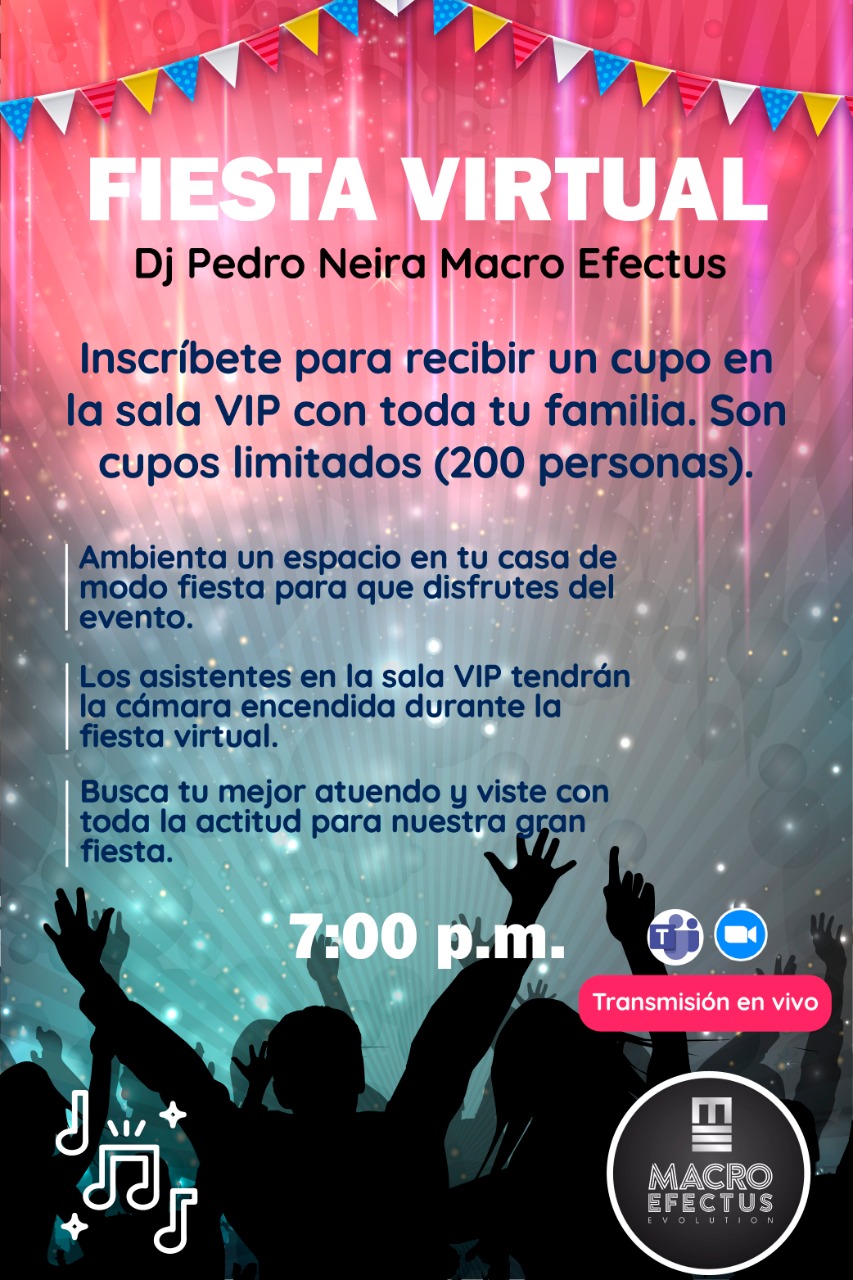 FIESTA VIRTUAL
Dj Pedro Neira Macro Efectus
Inscríbete para recibir un cupo en
la sala VIP con toda tu familia. Son
cupos limitados (200 personas).
Ambienta un espacio en tu casa de
modo fiesta para que disfrutes del
evento.
Los asistentes en la sala VIP tendrán
la cámara encendida durante la
fiesta virtual.
Busca tu mejor atuendo y viste con
toda la actitud para nuestra gran
fiesta.
7:00 p.m.
T
Transmisión en vivo
MACRO
EFECTUS
EVOLUTION